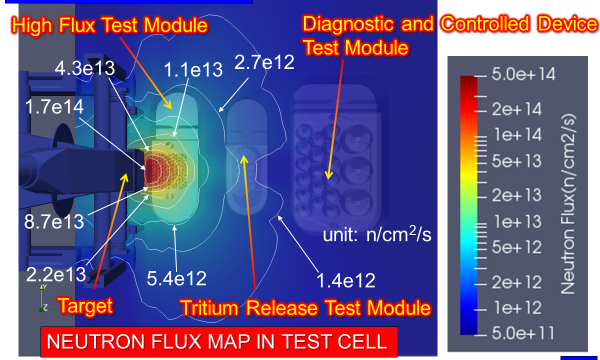 High Flux Test Module
Diagnostic and Controlled Device
Test Module
4.3e13
1.1e13
2.7e12
1.7e14
8.7e13
2.2e13
5.4e12
1.4e12
unit: n/cm²/s
Target
Tritium Release Test Module
Y
Z
NEUTRON FLUX MAP IN TEST CELL
5.0e+14
2e+14
1e+14
5e+13
2e+13
1e+13
5e+12
2e+12
1e+12
5.0e+11
Neutron Flux(n/cm2/s)